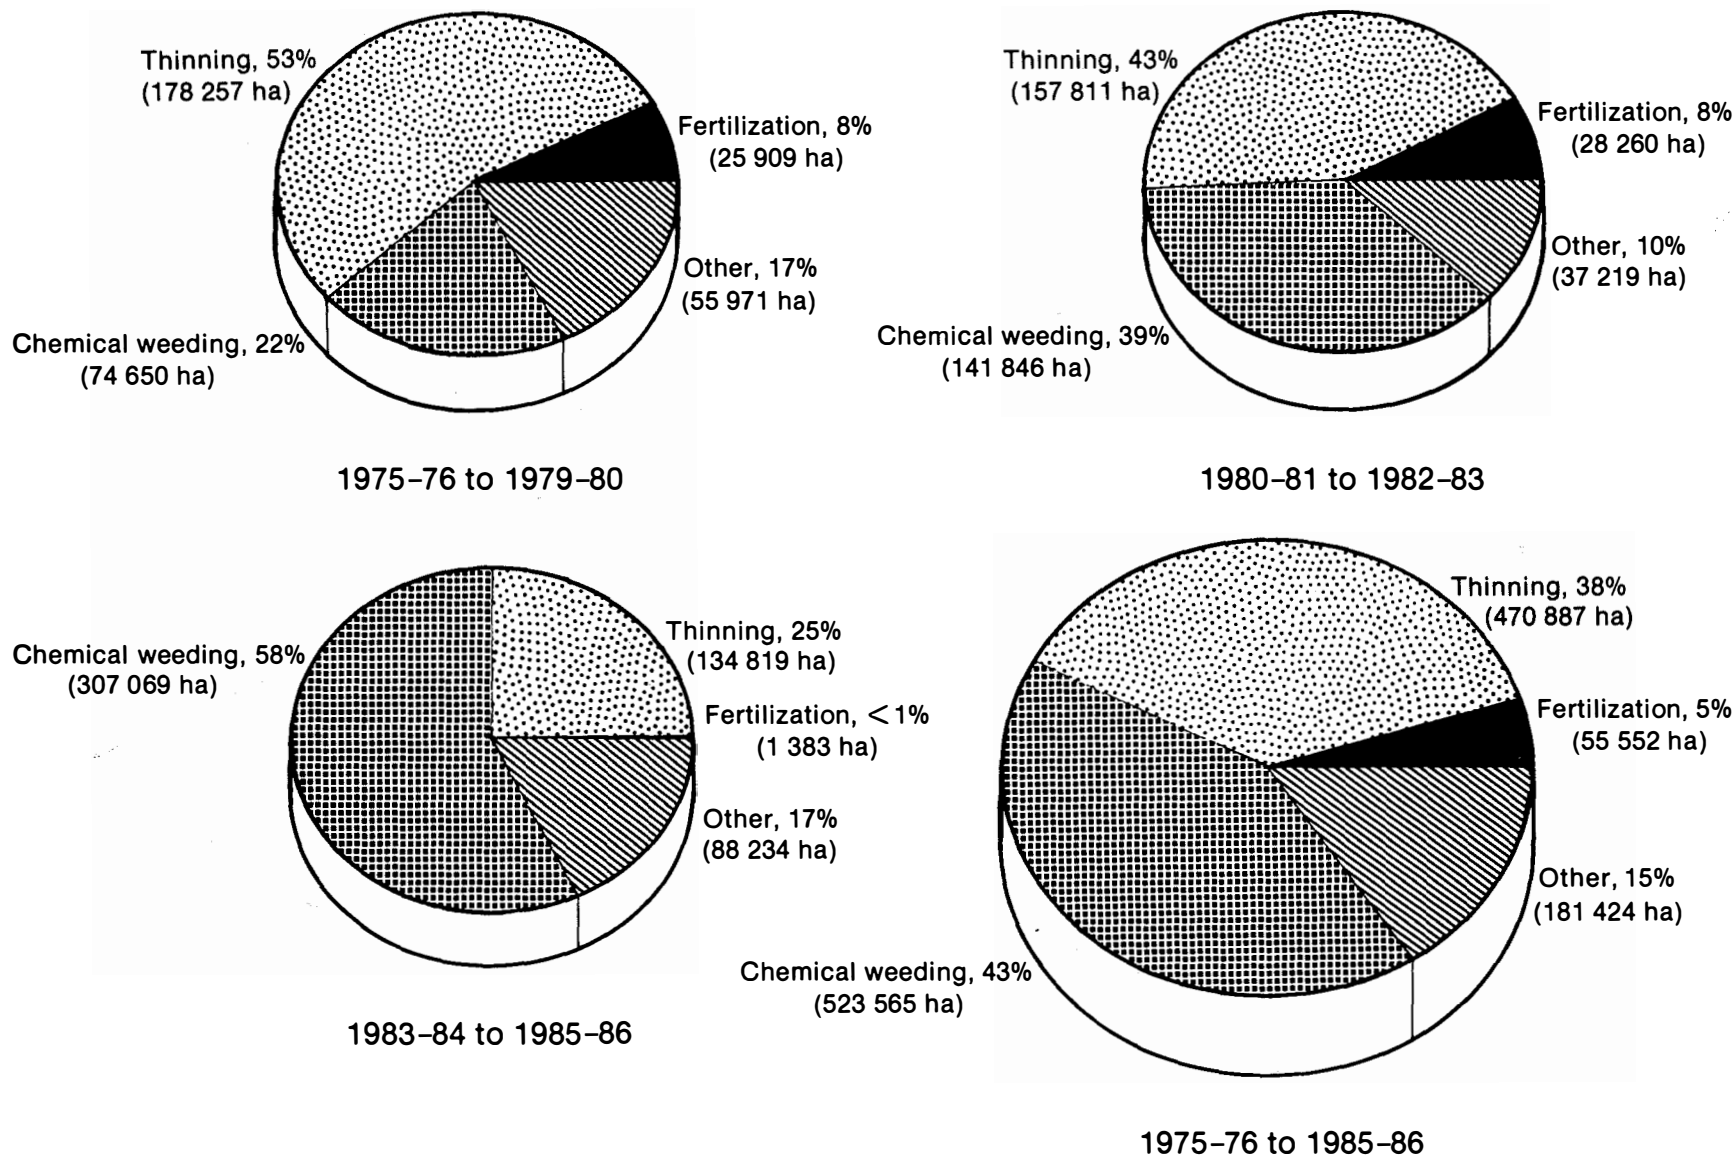 Thinning, 53%
(178 257 ha)
Fertilization, 8%
(25 909 ha)
Other, 17%
(55 971 ha)
Chemical weeding, 22%
(74 650 ha)
1975–76 to 1979–80
Thinning, 43%
(157 811 ha)
Fertilization, 8%
(28 260 ha)
Other, 10%
(37 219 ha)
Chemical weeding, 39%
(141 846 ha)
1980–81 to 1982–83
Chemical weeding, 58%
(307 069 ha)
Thinning, 25%
(134 819 ha)
Fertilization, <1%
(1 383 ha)
Other, 17%
(88 234 ha)
1983–84 to 1985–86
Thinning, 38%
(470 887 ha)
Fertilization, 5%
(55 552 ha)
Other, 15%
(181 424 ha)
Chemical weeding, 43%
(523 565 ha)
1975–76 to 1985–86